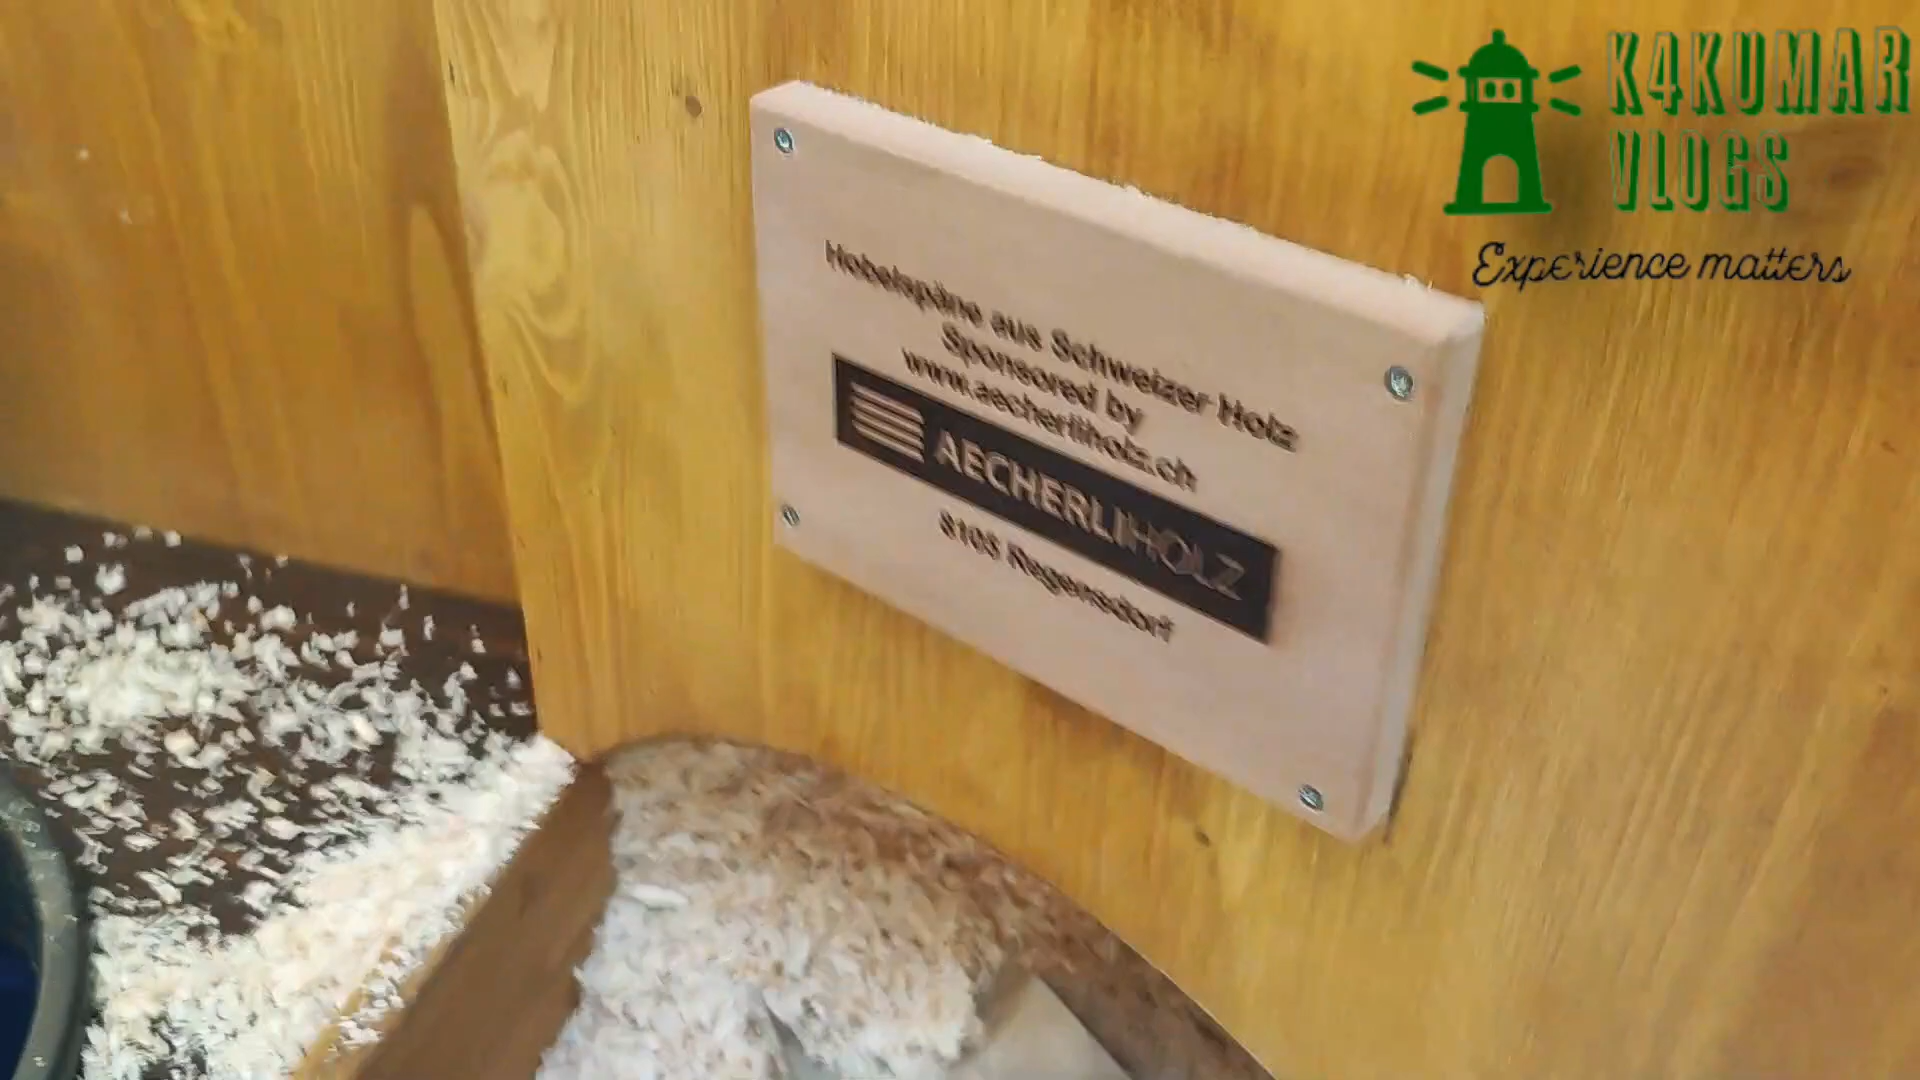 K4KUMAR
VLOGS
Experience matters
Hobelspäne aus Schweizer Holz
Sponsored by
www.aecherliholz.ch
AECHERLIHOLZ
8105 Regensdorf